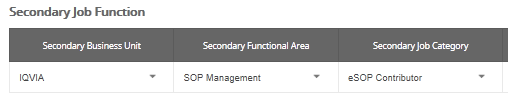 Secondary Job Function
Secondary Business Unit Secondary Functional Area Secondary Job Category
IQVIA SOP Management eSOP Contributor